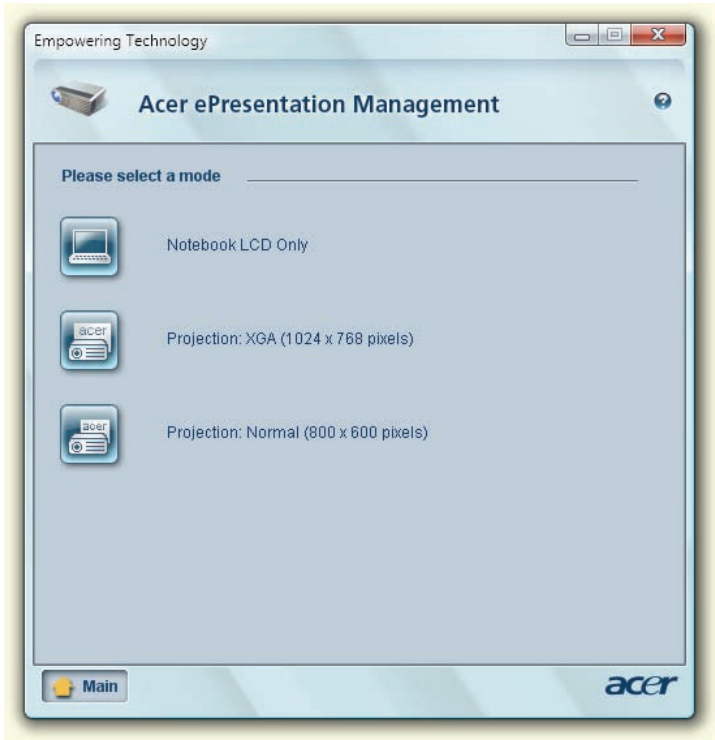 Empowering Technology
Acer ePresentation Management
?
Please select a mode
Notebook LCD Only
acer
Projection: XGA (1024 x 768 pixels)
acer
Projection: Normal (800 x 600 pixels)
Main
acer